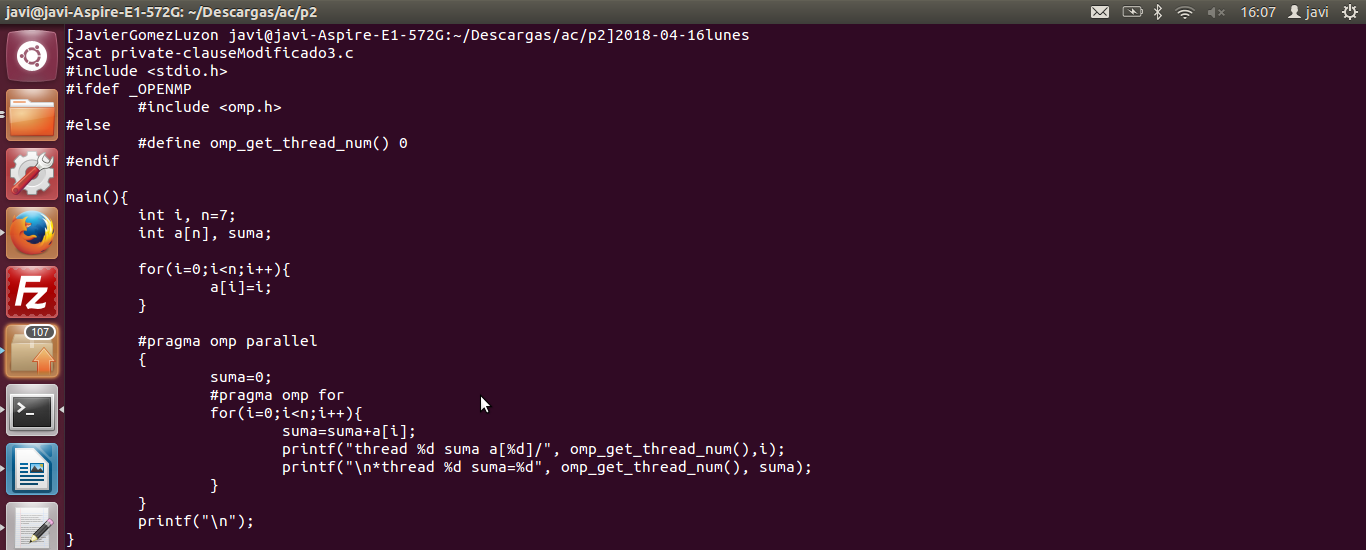 javi@javi-Aspire-E1-572G: ~/Descargas/ac/p2
16:07 javi
[JavierGomezLuzon javi@javi-Aspire-E1-572G:~/Descargas/ac/p2]2018-04-16lunes
$cat private-clauseModificado3.c
#include <stdio.h>
#ifdef _OPENMP
#include <omp.h>
#else
#define omp_get_thread_num() 0
#endif
main(){
int i, n=7;
int a[n], suma;
for(i=0;i<n;i++){
a[i]=i;
}
#pragma omp parallel
{
suma=0;
#pragma omp for
for(i=0;i<n;i++){
suma=suma+a[i];
printf("thread %d suma a[%d]/", omp_get_thread_num(),i);
printf("\n*thread %d suma=%d", omp_get_thread_num(), suma);
}
}
printf("\n");
}
Fz
107
>_